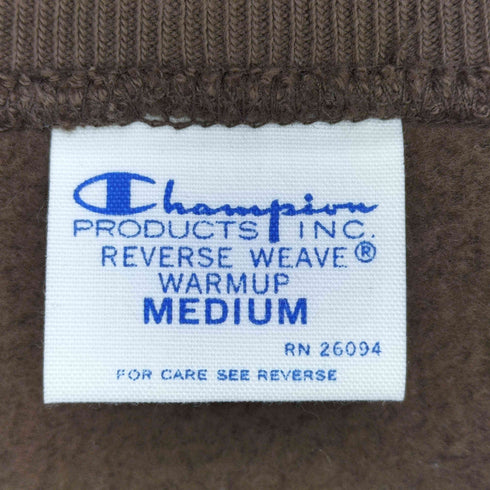 Champion
PRODUCTS INC.
REVERSE WEAVE®
WARMUP
MEDIUM
RN 26094
FOR CARE SEE REVERSE